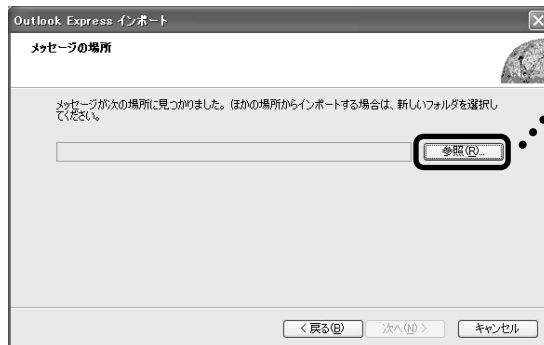 Outlook Express インポート
メッセージの場所
メッセージが次の場所に見つかりました。ほかの場所からインポートする場合は、新しいフォルダを選択し
てください。
参照(R)...
< 戻る(B)
次へ(N) >
キャンセル